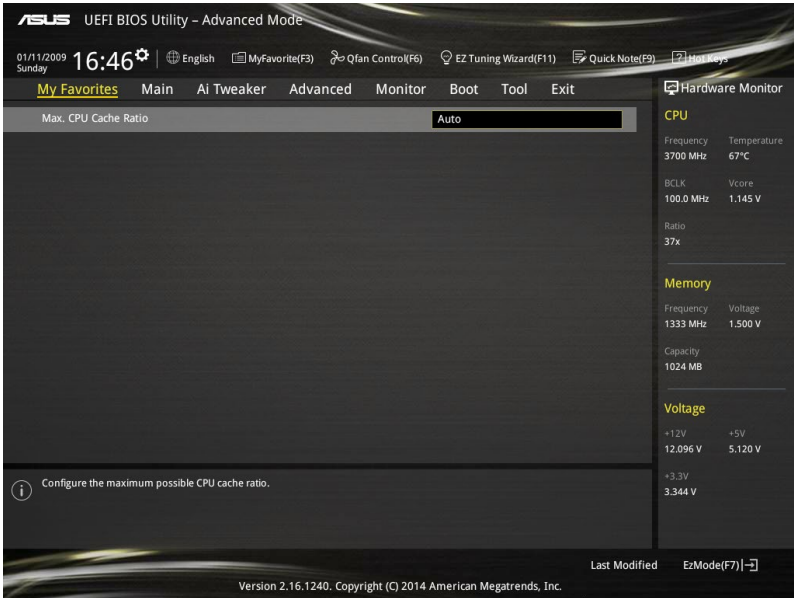 ASUS UEFI BIOS Utility – Advanced Mode
01/11/2009
Sunday
16:46
English MyFavorite(F3) Qfan Control(F6) EZ Tuning Wizard(F11) Quick Note(F9) ? Hot Keys
My Favorites Main Ai Tweaker Advanced Monitor Boot Tool Exit
Max. CPU Cache Ratio Auto
Configure the maximum possible CPU cache ratio.
Hardware Monitor
CPU
Frequency Temperature
3700 MHz 67°C
BCLK Vcore
100.0 MHz 1.145 V
Ratio
37x
Memory
Frequency Voltage
1333 MHz 1.500 V
Capacity
1024 MB
Voltage
+12V +5V
12.096 V 5.120 V
+3.3V
3.344 V
Last Modified EzMode(F7)
Version 2.16.1240. Copyright (C) 2014 American Megatrends, Inc.